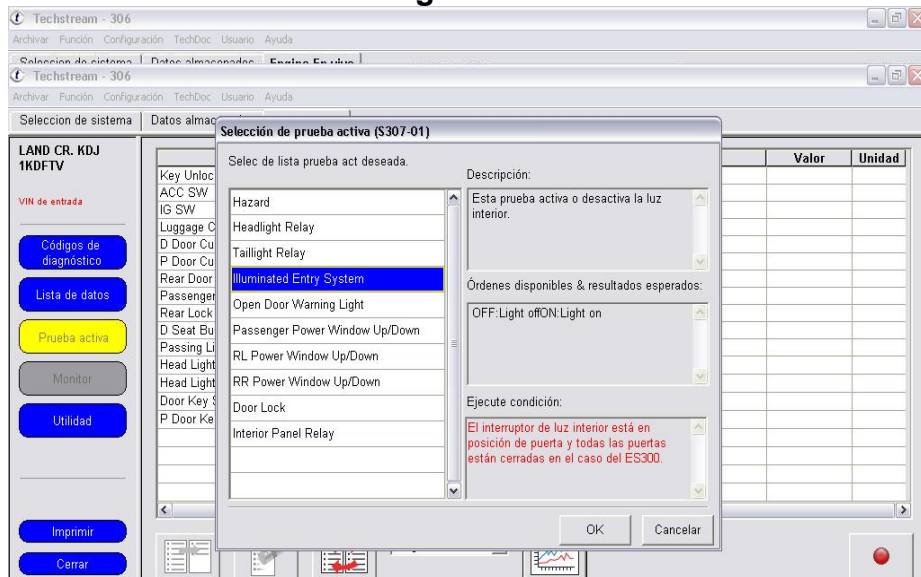 Techstream - 306
Archivar Función Configuración TechDoc Usuario Ayuda
Seleccion de sistema Datos almacenados Engine En vivo
Techstream - 306
Archivar Función Configuración TechDoc Usuario Ayuda
Seleccion de sistema Datos almac
Selección de prueba activa (S307-01)
LAND CR. KDJ
1KDFTV
VIN de entrada
Códigos de
diagnóstico
Lista de datos
Prueba activa
Monitor
Utilidad
Imprimir
Cerrar
Key Unloc
ACC SW
IG SW
Luggage C
D Door Cu
P Door Cu
Rear Door
Passenger
Rear Lock
D Seat Bu
Passing Li
Head Light
Head Light
Door Key S
P Door Ke
Selec de lista prueba act deseada.
Hazard
Headlight Relay
Taillight Relay
Illuminated Entry System
Open Door Warning Light
Passenger Power Window Up/Down
RL Power Window Up/Down
RR Power Window Up/Down
Door Lock
Interior Panel Relay
Descripción:
Esta prueba activa o desactiva la luz
interior.
Órdenes disponibles & resultados esperados:
OFF:Light offON:Light on
Ejecute condición:
El interruptor de luz interior está en
posición de puerta y todas las puertas
están cerradas en el caso del ES300.
OK Cancelar
Valor Unidad